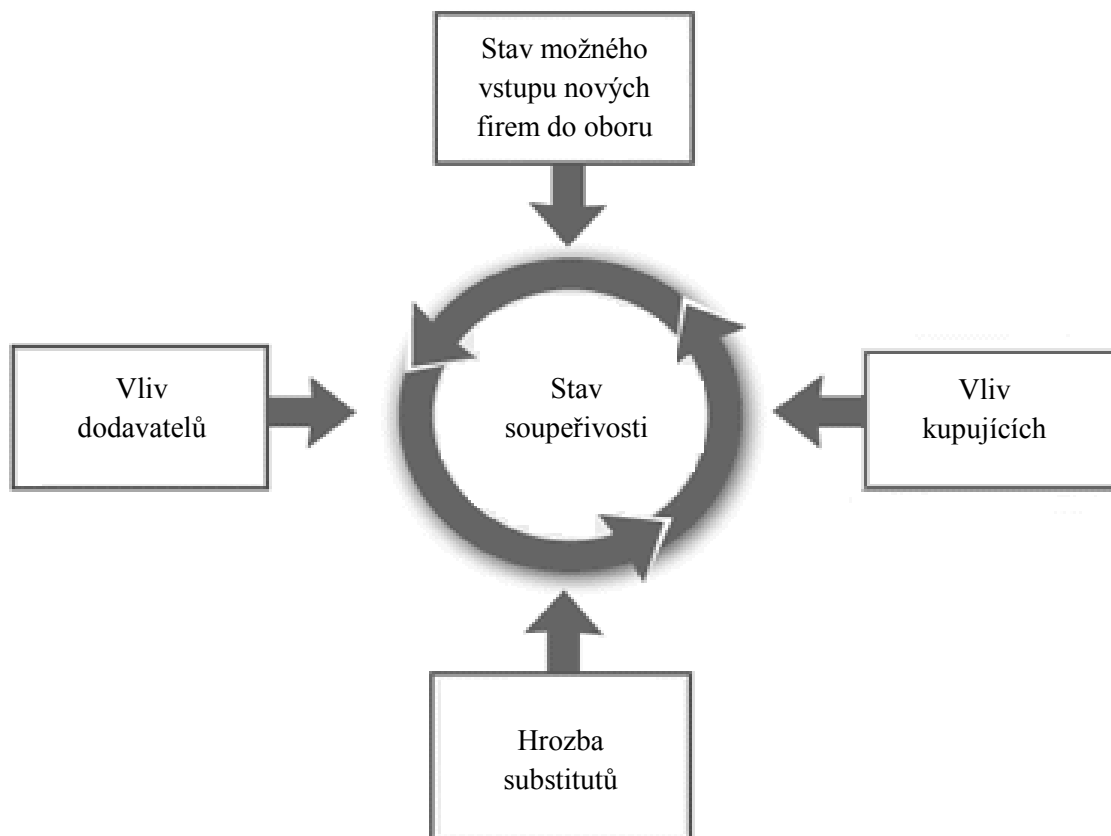 Stav možného
vstupu nových
firem do oboru
Vliv
dodavatelů
Stav
soupeřivosti
Vliv
kupujících
Hrozba
substitutů